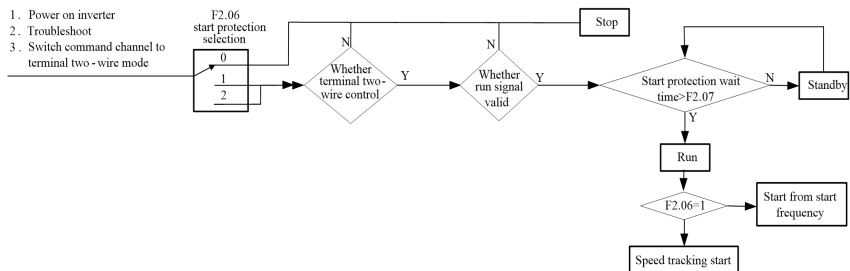 1. Power on inverter
2. Troubleshoot
3. Switch command channel to
terminal two-wire mode
F2.06
start protection
selection
0
1
2
N
Whether
terminal two-
wire control
Y
N
Whether
run signal
valid
Y
Stop
Start protection wait
time>F2.07
N
Standby
Y
Run
F2.06=1
Start from start
frequency
Speed tracking start